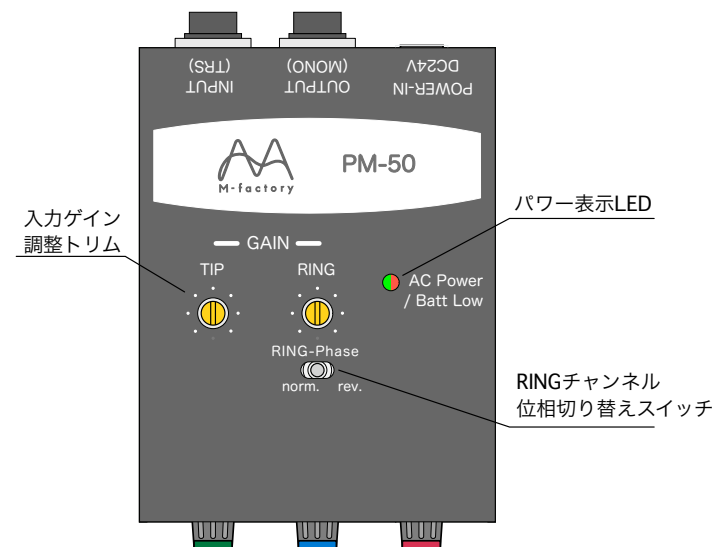 INPUT
(TRS)
OUTPUT
(MONO)
POWER-IN
DC24V
M-factory
PM-50
入力ゲイン
調整トリム
パワー表示LED
GAIN
TIP
RING
AC Power
/ Batt Low
RING-Phase
norm. rev.
RINGチャンネル
位相切り替えスイッチ